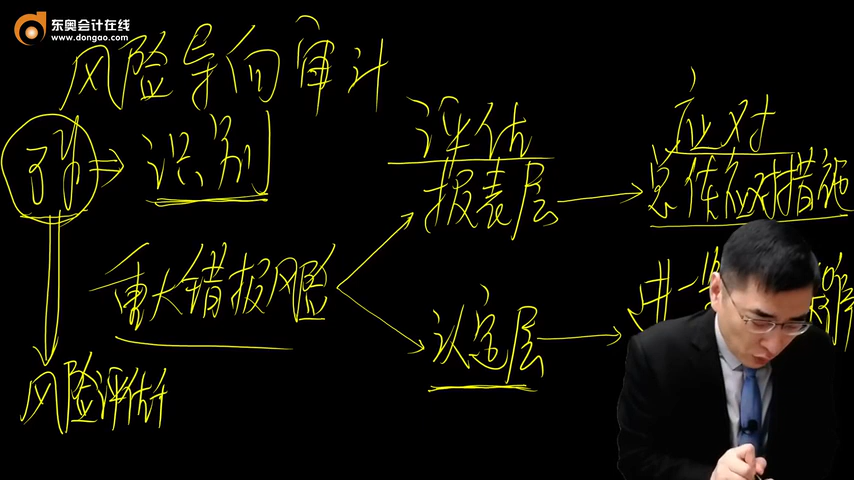 东奥会计在线
www.dongao.com
风险导向审计
了解 识别 评估 应对
报表层 总体应对措施
重大错报风险
认定层 进一
风险评估